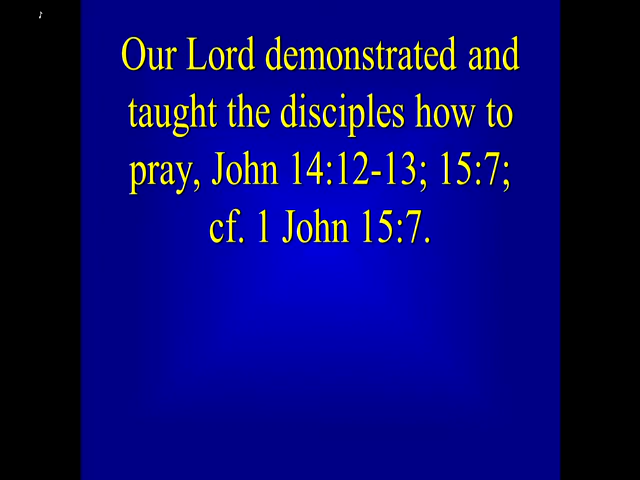 Our Lord demonstrated and
taught the disciples how to
pray, John 14:12-13; 15:7;
cf. 1 John 15:7.